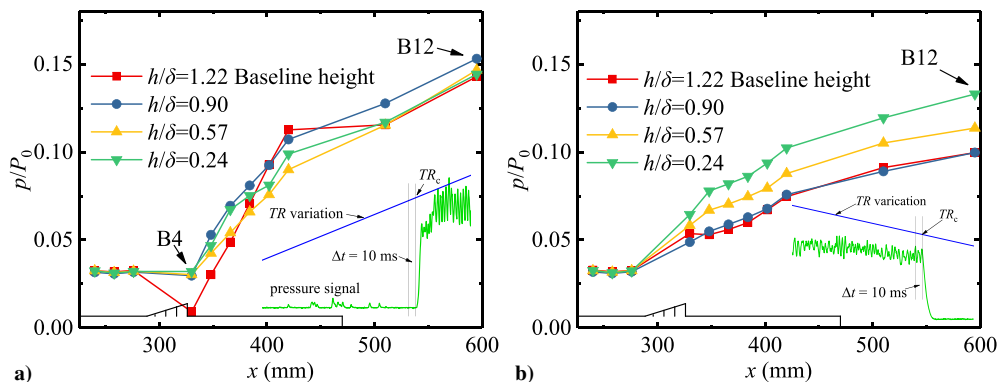 0.15
0.10
0.05
0.00
p/P0
h/δ=1.22 Baseline height
h/δ=0.90
h/δ=0.57
h/δ=0.24
B12
B4
TR variation
TRc
Δt = 10 ms
pressure signal
300
400
500
600
x (mm)
a)
0.15
0.10
0.05
0.00
p/P0
h/δ=1.22 Baseline height
h/δ=0.90
h/δ=0.57
h/δ=0.24
B12
TR varication
TRc
Δt = 10 ms
300
400
500
600
x (mm)
b)